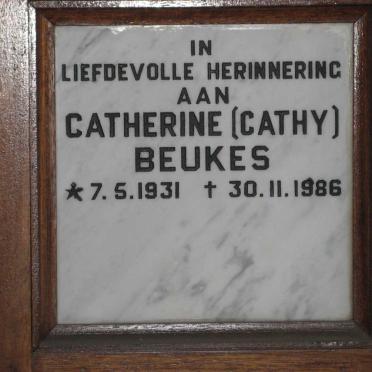 IN
LIEFDEVOLLE HERINNERING
AAN
CATHERINE (CATHY)
BEUKES
* 7.5.1931 † 30.11.1986